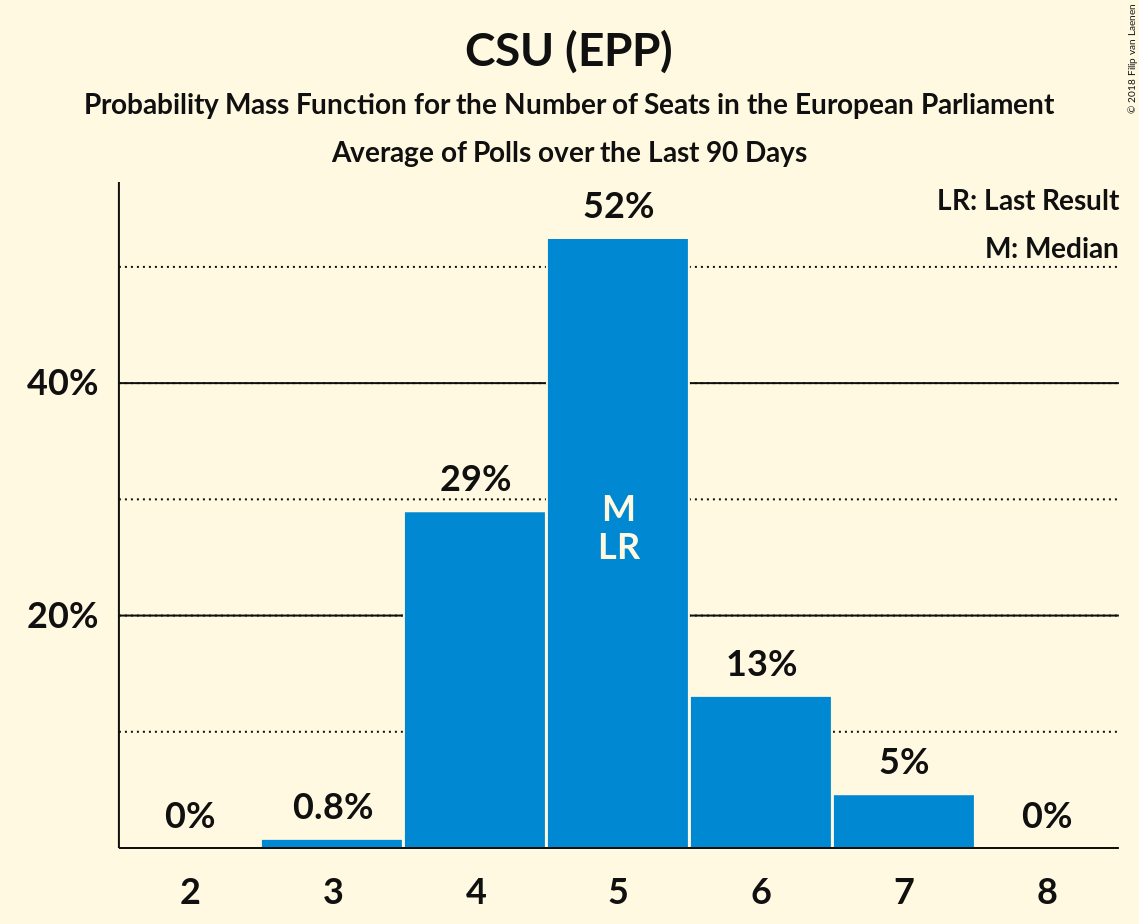 CSU (EPP)
Probability Mass Function for the Number of Seats in the European Parliament
Average of Polls over the Last 90 Days
© 2018 Filip van Laenen
LR: Last Result
M: Median
40%
20%
0%
0.8%
29%
52%
M
LR
13%
5%
0%
2 3 4 5 6 7 8